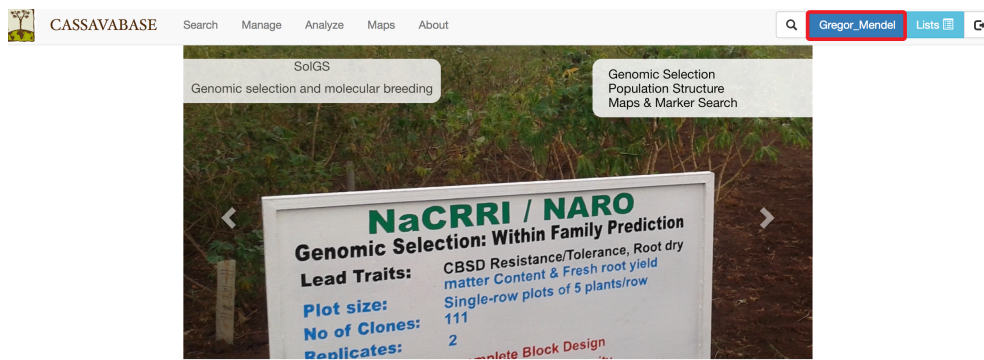 CASSAVABASE Search Manage Analyze Maps About Gregor_Mendel Lists
SolGS
Genomic selection and molecular breeding
Genomic Selection
Population Structure
Maps & Marker Search
NaCRRI / NARO
Genomic Selection: Within Family Prediction
Lead Traits: CBSD Resistance/Tolerance, Root dry
matter Content & Fresh root yield
Plot size: Single-row plots of 5 plants/row
No of Clones: 111
Replicates: 2
Block Design